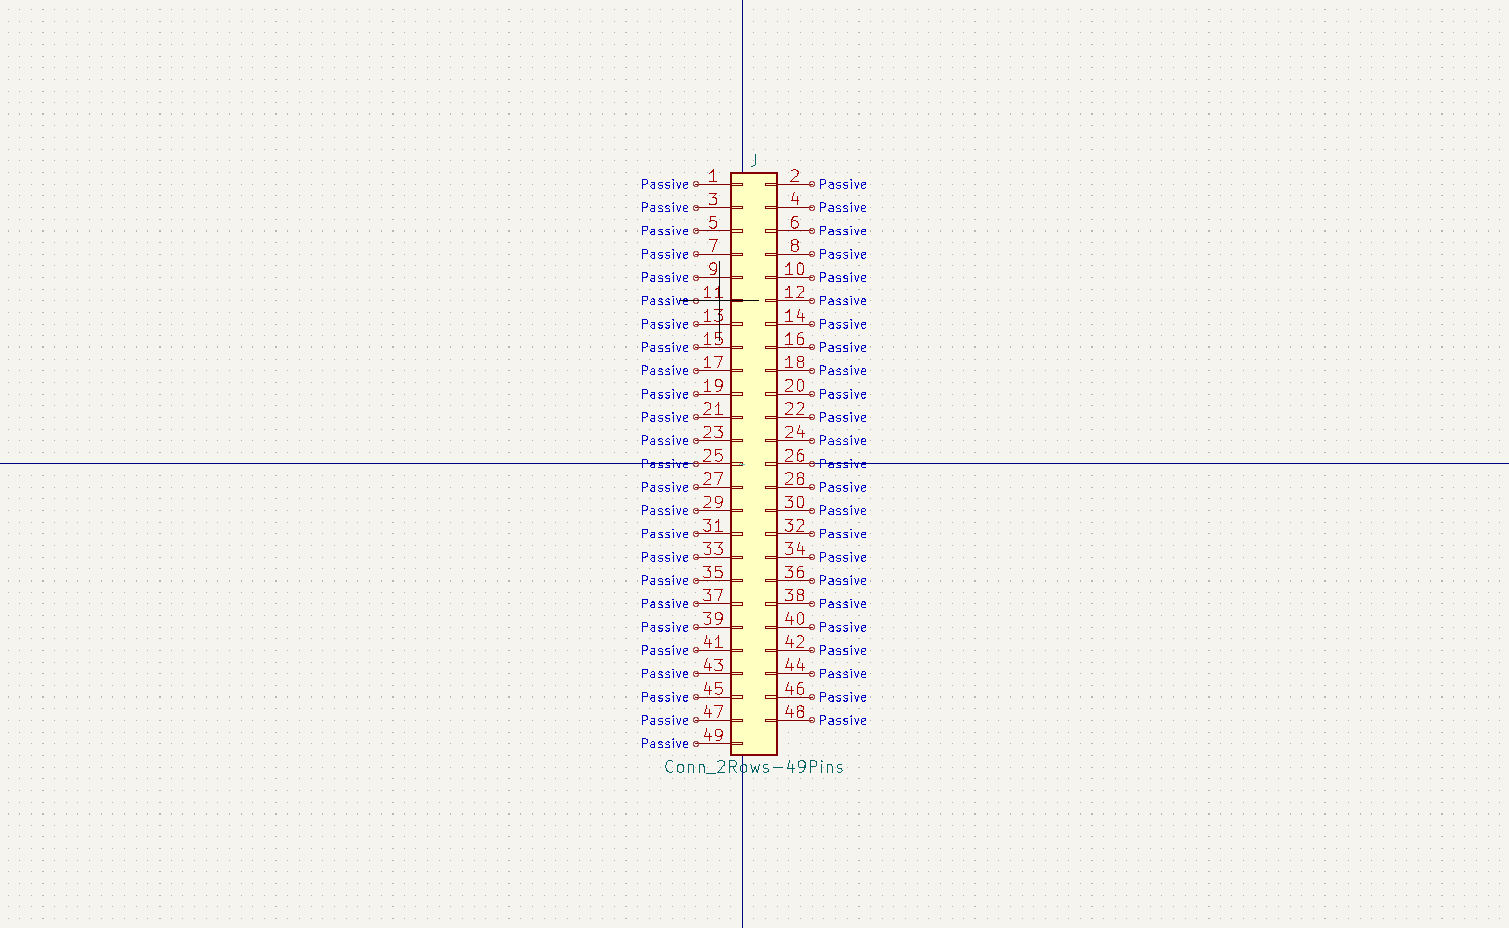 J
Passive 1 2 Passive
Passive 3 4 Passive
Passive 5 6 Passive
Passive 7 8 Passive
Passive 9 10 Passive
Passive 11 12 Passive
Passive 13 14 Passive
Passive 15 16 Passive
Passive 17 18 Passive
Passive 19 20 Passive
Passive 21 22 Passive
Passive 23 24 Passive
Passive 25 26 Passive
Passive 27 28 Passive
Passive 29 30 Passive
Passive 31 32 Passive
Passive 33 34 Passive
Passive 35 36 Passive
Passive 37 38 Passive
Passive 39 40 Passive
Passive 41 42 Passive
Passive 43 44 Passive
Passive 45 46 Passive
Passive 47 48 Passive
Passive 49
Conn_2Rows-49Pins